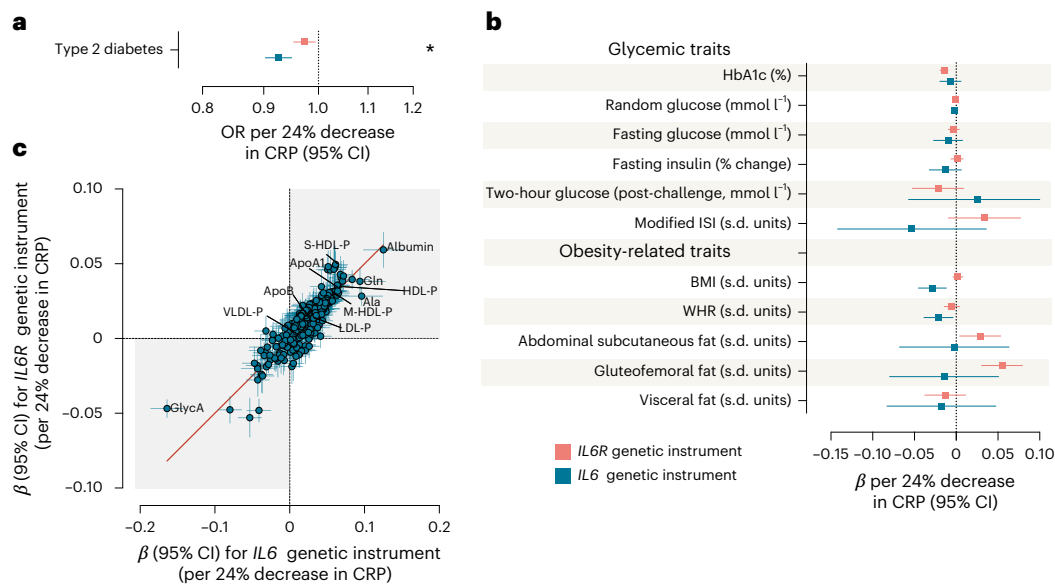 a
Type 2 diabetes
*
0.8 0.9 1.0 1.1 1.2
OR per 24% decrease
in CRP (95% CI)
b
Glycemic traits
HbA1c (%)
Random glucose (mmol l⁻¹)
Fasting glucose (mmol l⁻¹)
Fasting insulin (% change)
Two-hour glucose (post-challenge, mmol l⁻¹)
Modified ISI (s.d. units)
Obesity-related traits
BMI (s.d. units)
WHR (s.d. units)
Abdominal subcutaneous fat (s.d. units)
Gluteofemoral fat (s.d. units)
Visceral fat (s.d. units)
−0.15 −0.10 −0.05 0 0.05 0.10
β per 24% decrease
in CRP (95% CI)
IL6R genetic instrument
IL6 genetic instrument
c
β (95% CI) for IL6R genetic instrument
(per 24% decrease in CRP)
0.10
0.05
0
−0.05
−0.10
S-HDL-P
Albumin
ApoA1
Gln
HDL-P
ApoB
Ala
M-HDL-P
VLDL-P
LDL-P
GlycA
−0.2 −0.1 0 0.1 0.2
β (95% CI) for IL6 genetic instrument
(per 24% decrease in CRP)